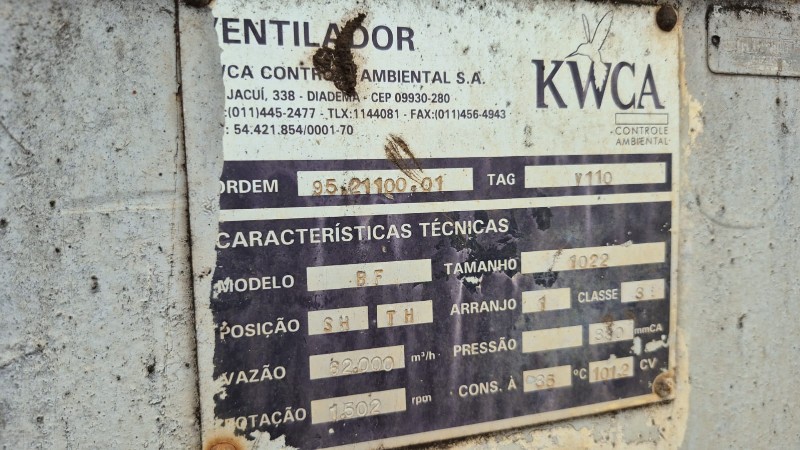 VENTILADOR
KWCA CONTROLE AMBIENTAL S.A.
JACUÍ, 338 - DIADEMA - CEP 09930-280
:(011)445-2477 - TLX:1144081 - FAX:(011)456-4943
: 54.421.854/0001-70
KWCA
CONTROLE
AMBIENTAL
ORDEM 95.21100.01 TAG V110
CARACTERÍSTICAS TÉCNICAS
MODELO BF TAMANHO 1022
POSIÇÃO SH TH ARRANJO 1 CLASSE
VAZÃO 62.000 m³/h PRESSÃO mmCA
ROTAÇÃO 1.502 rpm CONS. À ºC 101.2 CV